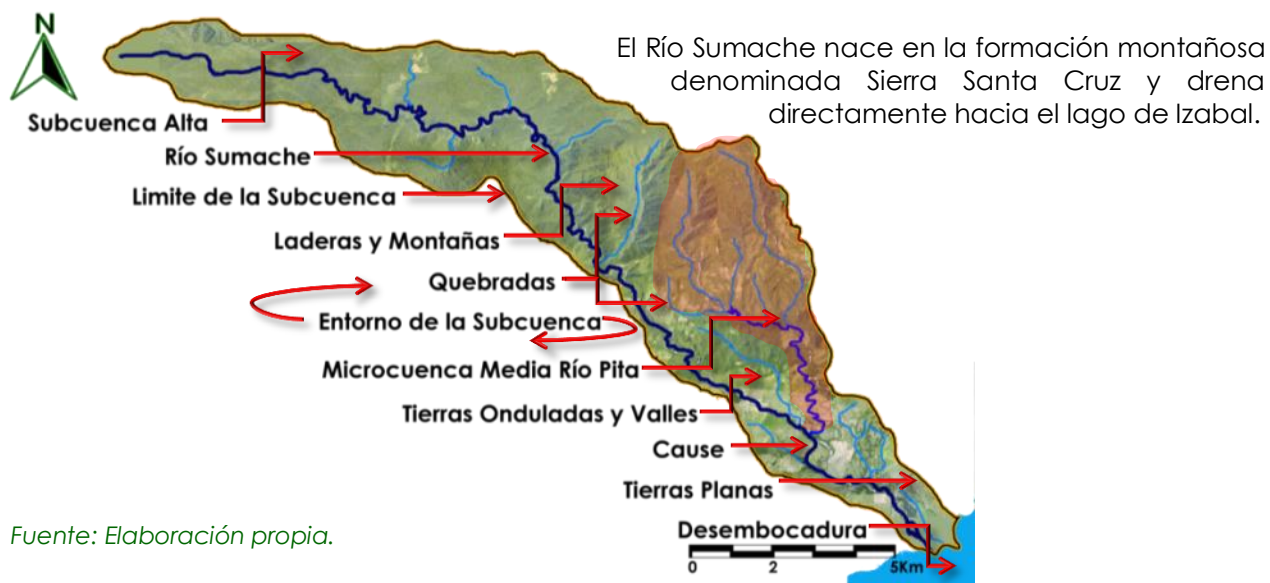 N
El Río Sumache nace en la formación montañosa
denominada Sierra Santa Cruz y drena
directamente hacia el lago de Izabal.
Subcuenca Alta
Río Sumache
Limite de la Subcuenca
Laderas y Montañas
Quebradas
Entorno de la Subcuenca
Microcuenca Media Río Pita
Tierras Onduladas y Valles
Cause
Tierras Planas
Desembocadura
0 2 5Km
Fuente: Elaboración propia.